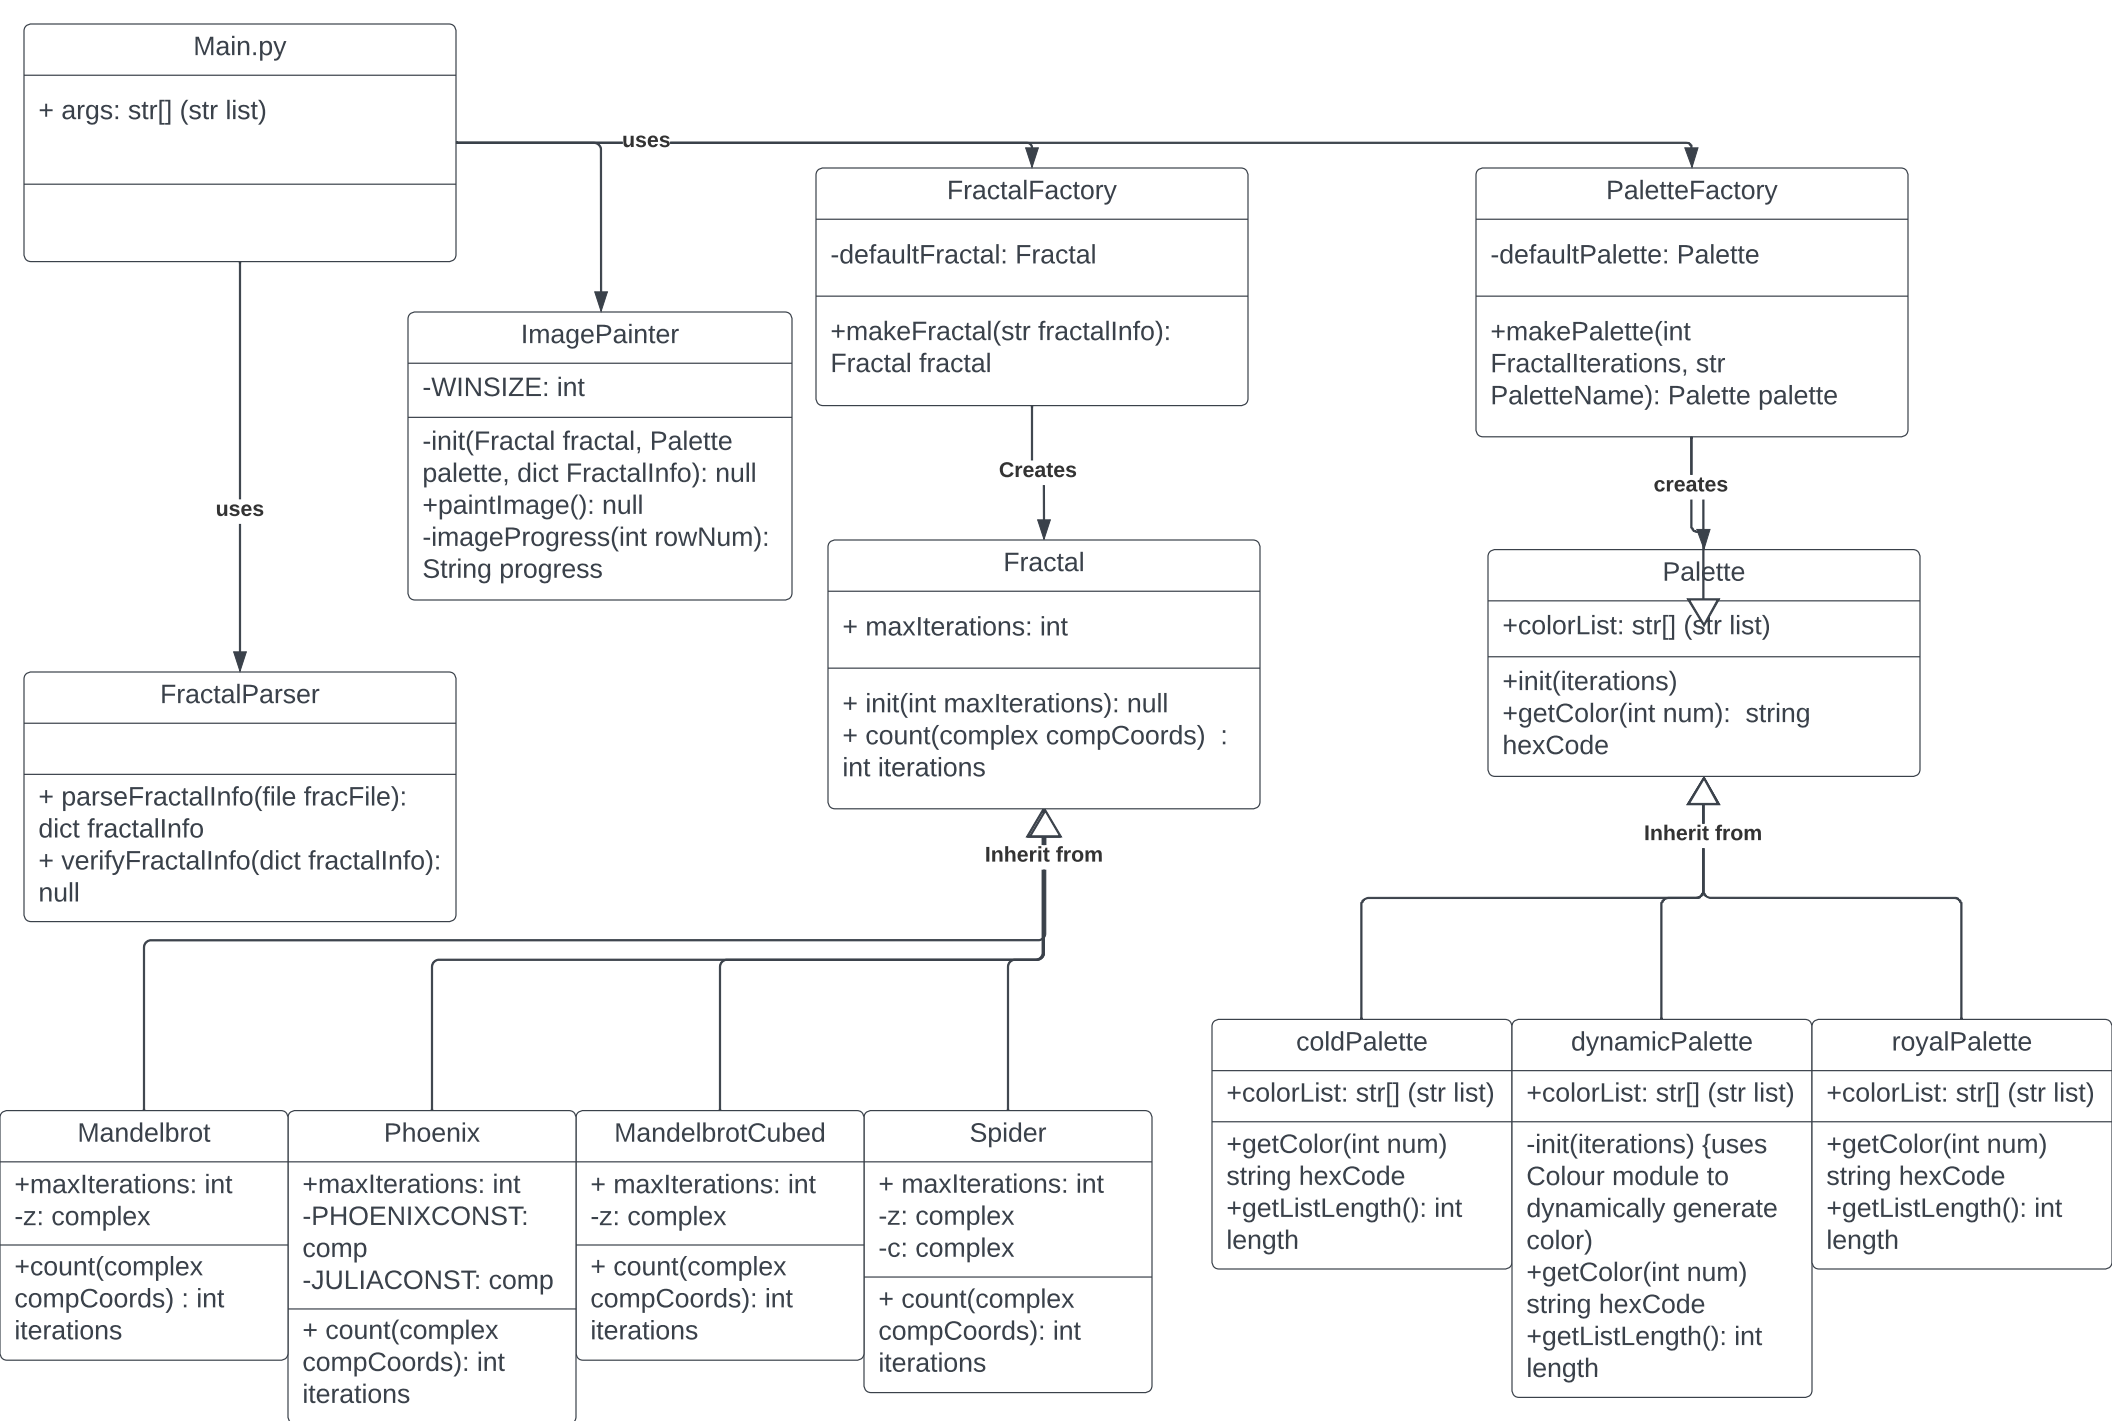 Main.py
+ args: str[] (str list)
uses
FractalFactory
-defaultFractal: Fractal
+makeFractal(str fractalInfo):
Fractal fractal
PaletteFactory
-defaultPalette: Palette
+makePalette(int
FractalIterations, str
PaletteName): Palette palette
ImagePainter
-WINSIZE: int
-init(Fractal fractal, Palette
palette, dict FractalInfo): null
+paintImage(): null
-imageProgress(int rowNum):
String progress
Creates
creates
uses
Fractal
+ maxIterations: int
+ init(int maxIterations): null
+ count(complex compCoords)  :
int iterations
Palette
+colorList: str[] (str list)
+init(iterations)
+getColor(int num):  string
hexCode
FractalParser
+ parseFractalInfo(file fracFile):
dict fractalInfo
+ verifyFractalInfo(dict fractalInfo):
null
Inherit from
Inherit from
coldPalette
+colorList: str[] (str list)
+getColor(int num)
string hexCode
+getListLength(): int
length
dynamicPalette
+colorList: str[] (str list)
-init(iterations) {uses
Colour module to
dynamically generate
color)
+getColor(int num)
string hexCode
+getListLength(): int
length
royalPalette
+colorList: str[] (str list)
+getColor(int num)
string hexCode
+getListLength(): int
length
Mandelbrot
+maxIterations: int
-z: complex
+count(complex
compCoords) : int
iterations
Phoenix
+maxIterations: int
-PHOENIXCONST:
comp
-JULIACONST: comp
+ count(complex
compCoords): int
iterations
MandelbrotCubed
+ maxIterations: int
-z: complex
+ count(complex
compCoords): int
iterations
Spider
+ maxIterations: int
-z: complex
-c: complex
+ count(complex
compCoords): int
iterations